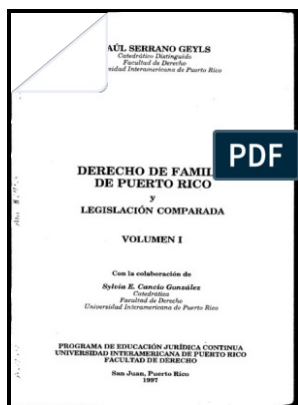 AÚL SERRANO GEYLS
Catedrático Distinguido
Facultad de Derecho
idad Interamericana de Puerto Rico
PDF
DERECHO DE FAMIL
DE PUERTO RICO
y
LEGISLACIÓN COMPARADA
VOLUMEN I
Con la colaboración de
Sylvia E. Cancio González
Catedrática
Facultad de Derecho
Universidad Interamericana de Puerto Rico
PROGRAMA DE EDUCACIÓN JURÍDICA CONTINUA
UNIVERSIDAD INTERAMERICANA DE PUERTO RICO
FACULTAD DE DERECHO
San Juan, Puerto Rico
1997